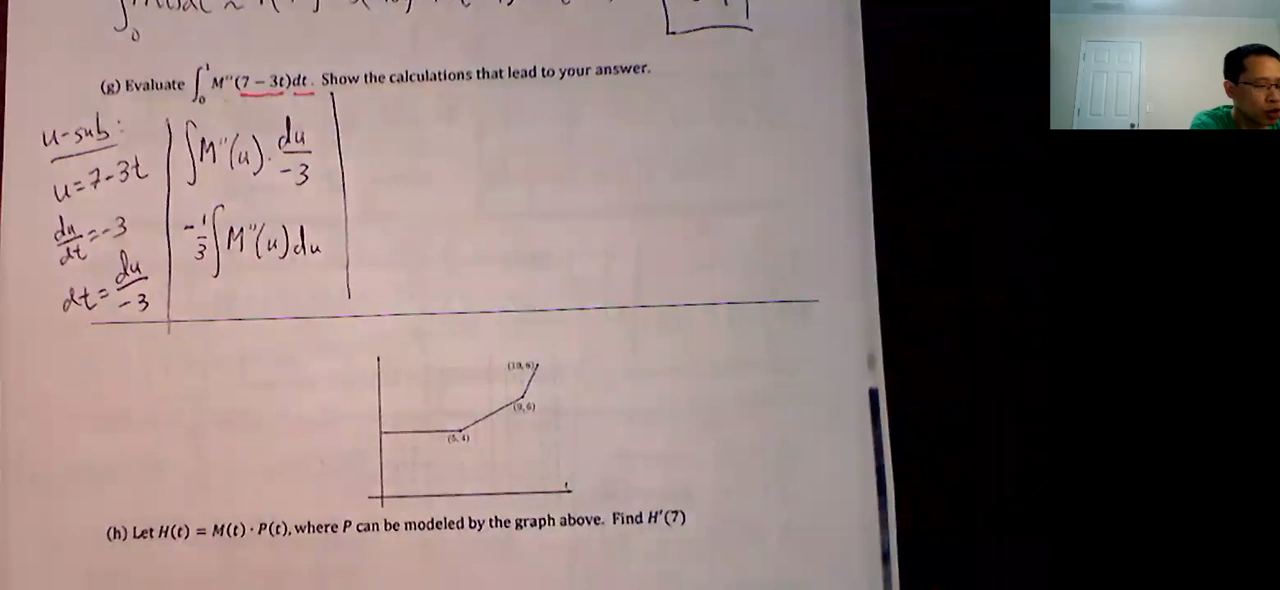 (g) Evaluate ∫₀¹ M''(7 − 3t)dt. Show the calculations that lead to your answer.
u-sub:
u=7-3t
du/dt=-3
dt=du/-3
∫M''(u)·du/-3
-1/3∫M''(u)du
(9, 6)
(5, 4)
t
(h) Let H(t) = M(t) · P(t), where P can be modeled by the graph above. Find H'(7)